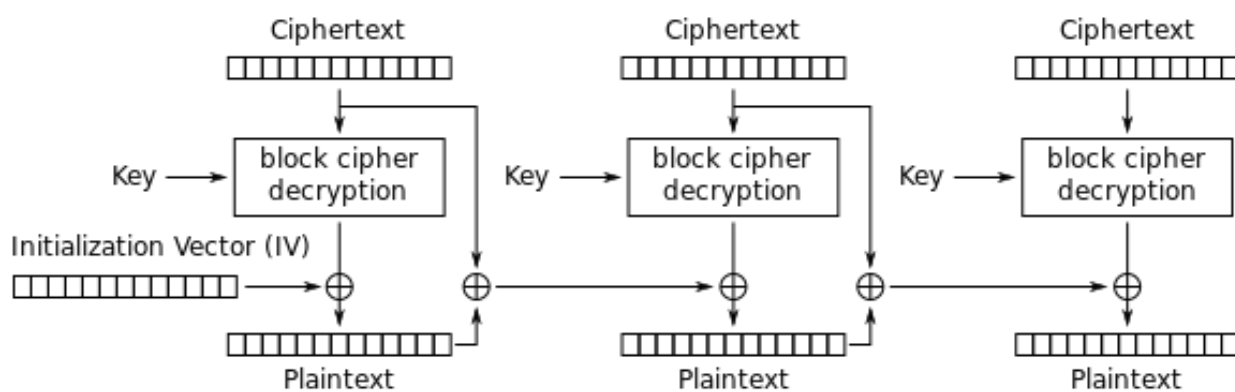 Ciphertext
Ciphertext
Ciphertext
Key
block cipher
decryption
Key
block cipher
decryption
Key
block cipher
decryption
Initialization Vector (IV)
Plaintext
Plaintext
Plaintext